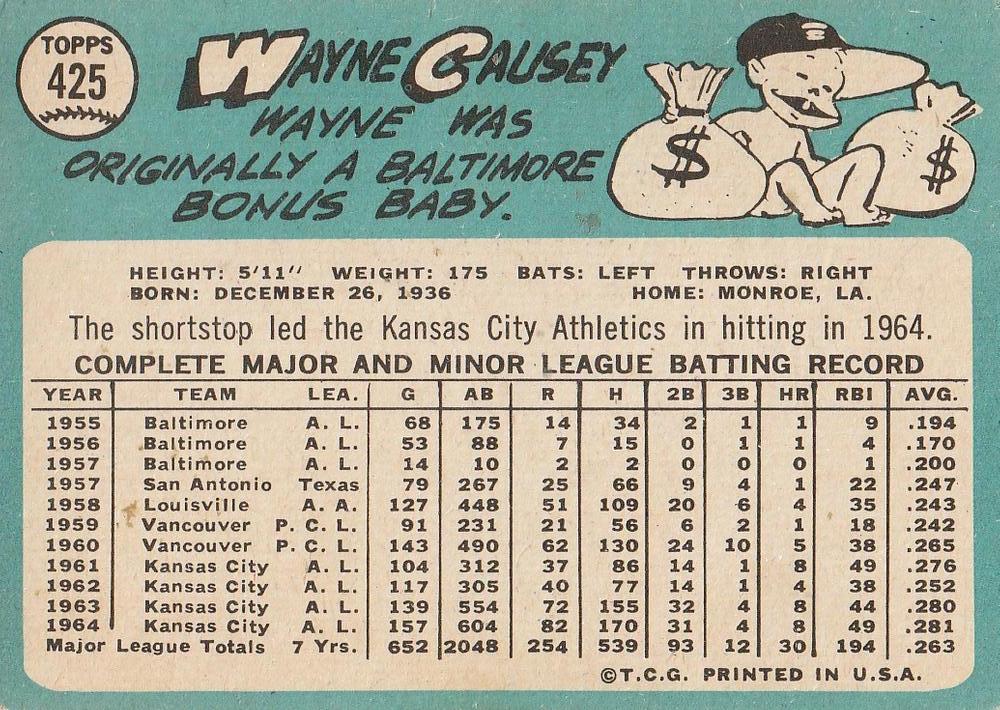 TOPPS
425
WAYNE CAUSEY
WAYNE WAS
ORIGINALLY A BALTIMORE
BONUS BABY.
B
$ $
HEIGHT: 5'11" WEIGHT: 175 BATS: LEFT THROWS: RIGHT
BORN: DECEMBER 26, 1936 HOME: MONROE, LA.
The shortstop led the Kansas City Athletics in hitting in 1964.
COMPLETE MAJOR AND MINOR LEAGUE BATTING RECORD
YEAR TEAM LEA. G AB R H 2B 3B HR RBI AVG.
1955 Baltimore A. L. 68 175 14 34 2 1 1 9 .194
1956 Baltimore A. L. 53 88 7 15 0 1 1 4 .170
1957 Baltimore A. L. 14 10 2 2 0 0 0 1 .200
1957 San Antonio Texas 79 267 25 66 9 4 1 22 .247
1958 Louisville A. A. 127 448 51 109 20 6 4 35 .243
1959 Vancouver P. C. L. 91 231 21 56 6 2 1 18 .242
1960 Vancouver P. C. L. 143 490 62 130 24 10 5 38 .265
1961 Kansas City A. L. 104 312 37 86 14 1 8 49 .276
1962 Kansas City A. L. 117 305 40 77 14 1 4 38 .252
1963 Kansas City A. L. 139 554 72 155 32 4 8 44 .280
1964 Kansas City A. L. 157 604 82 170 31 4 8 49 .281
Major League Totals 7 Yrs. 652 2048 254 539 93 12 30 194 .263
©T.C.G. PRINTED IN U.S.A.